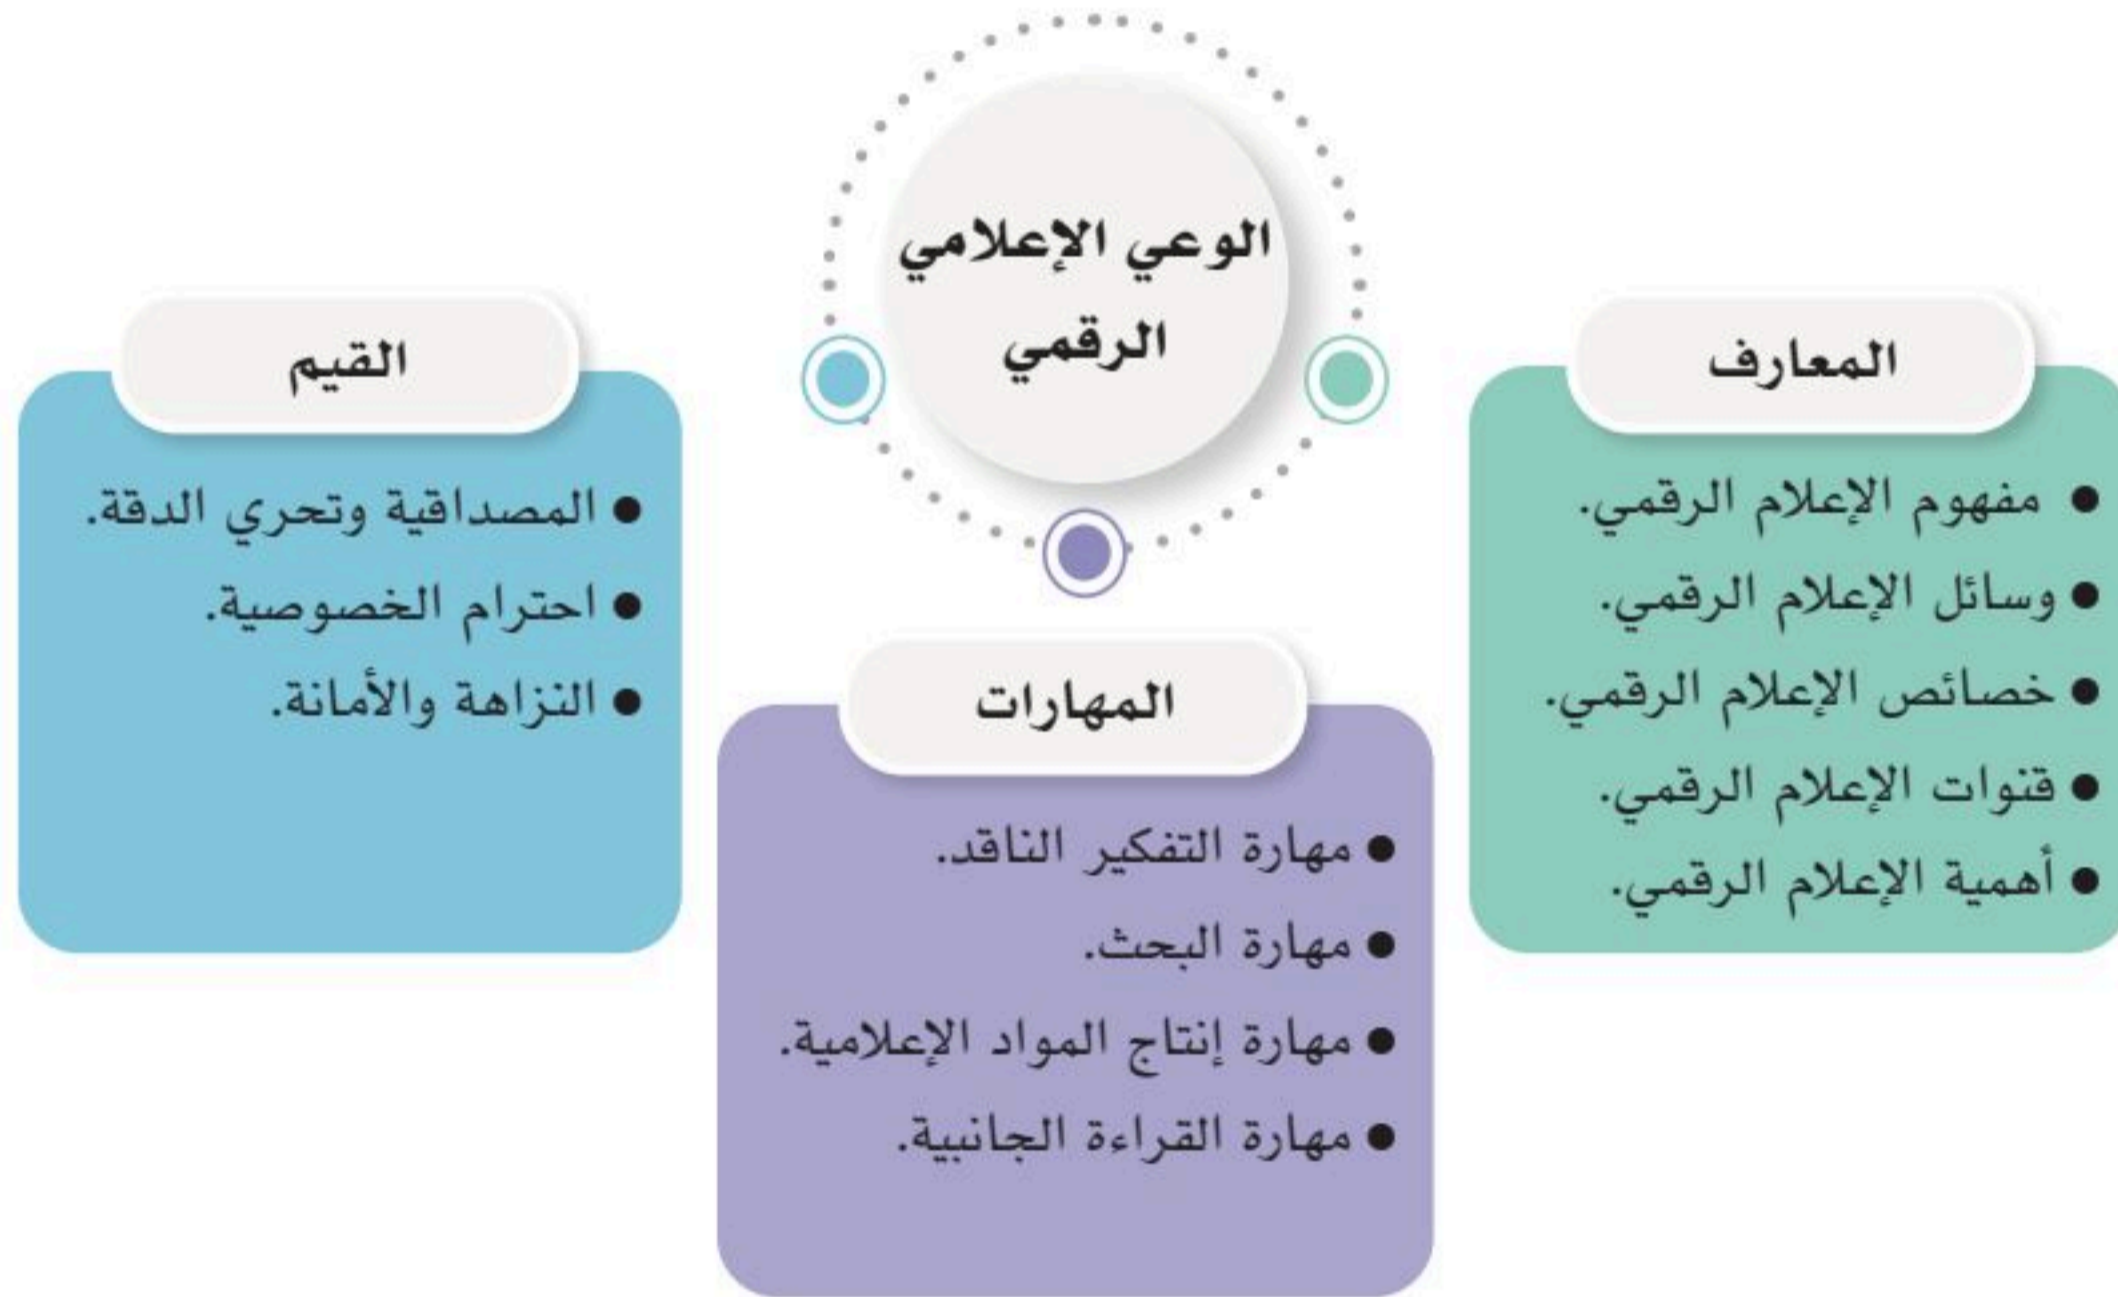 الوعي الإعلامي
الرقمي
المعارف
● مفهوم الإعلام الرقمي.
● وسائل الإعلام الرقمي.
● خصائص الإعلام الرقمي.
● قنوات الإعلام الرقمي.
● أهمية الإعلام الرقمي.
المهارات
● مهارة التفكير الناقد.
● مهارة البحث.
● مهارة إنتاج المواد الإعلامية.
● مهارة القراءة الجانبية.
القيم
● المصداقية وتحري الدقة.
● احترام الخصوصية.
● النزاهة والأمانة.